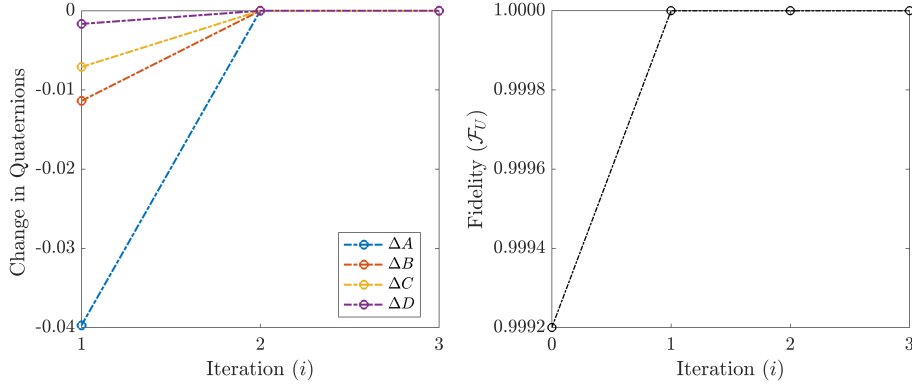 0
-0.01
-0.02
-0.03
-0.04
Change in Quaternions
1
2
3
Iteration (i)
ΔA
ΔB
ΔC
ΔD
1.0000
0.9998
0.9996
0.9994
0.9992
Fidelity (ℱ_U)
0
1
2
3
Iteration (i)